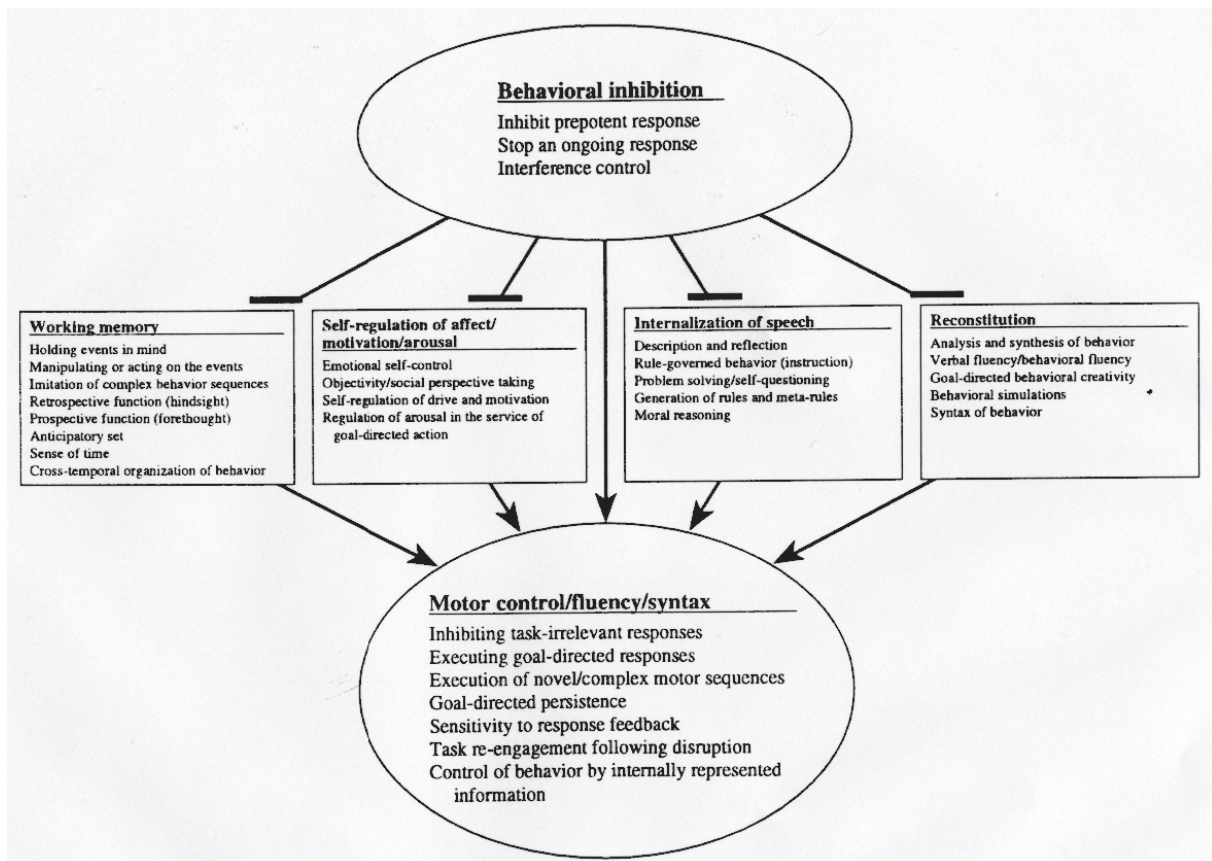 Behavioral inhibition
Inhibit prepotent response
Stop an ongoing response
Interference control
Working memory
Holding events in mind
Manipulating or acting on the events
Imitation of complex behavior sequences
Retrospective function (hindsight)
Prospective function (forethought)
Anticipatory set
Sense of time
Cross-temporal organization of behavior
Self-regulation of affect/
motivation/arousal
Emotional self-control
Objectivity/social perspective taking
Self-regulation of drive and motivation
Regulation of arousal in the service of
goal-directed action
Internalization of speech
Description and reflection
Rule-governed behavior (instruction)
Problem solving/self-questioning
Generation of rules and meta-rules
Moral reasoning
Reconstitution
Analysis and synthesis of behavior
Verbal fluency/behavioral fluency
Goal-directed behavioral creativity
Behavioral simulations
Syntax of behavior
Motor control/fluency/syntax
Inhibiting task-irrelevant responses
Executing goal-directed responses
Execution of novel/complex motor sequences
Goal-directed persistence
Sensitivity to response feedback
Task re-engagement following disruption
Control of behavior by internally represented
information